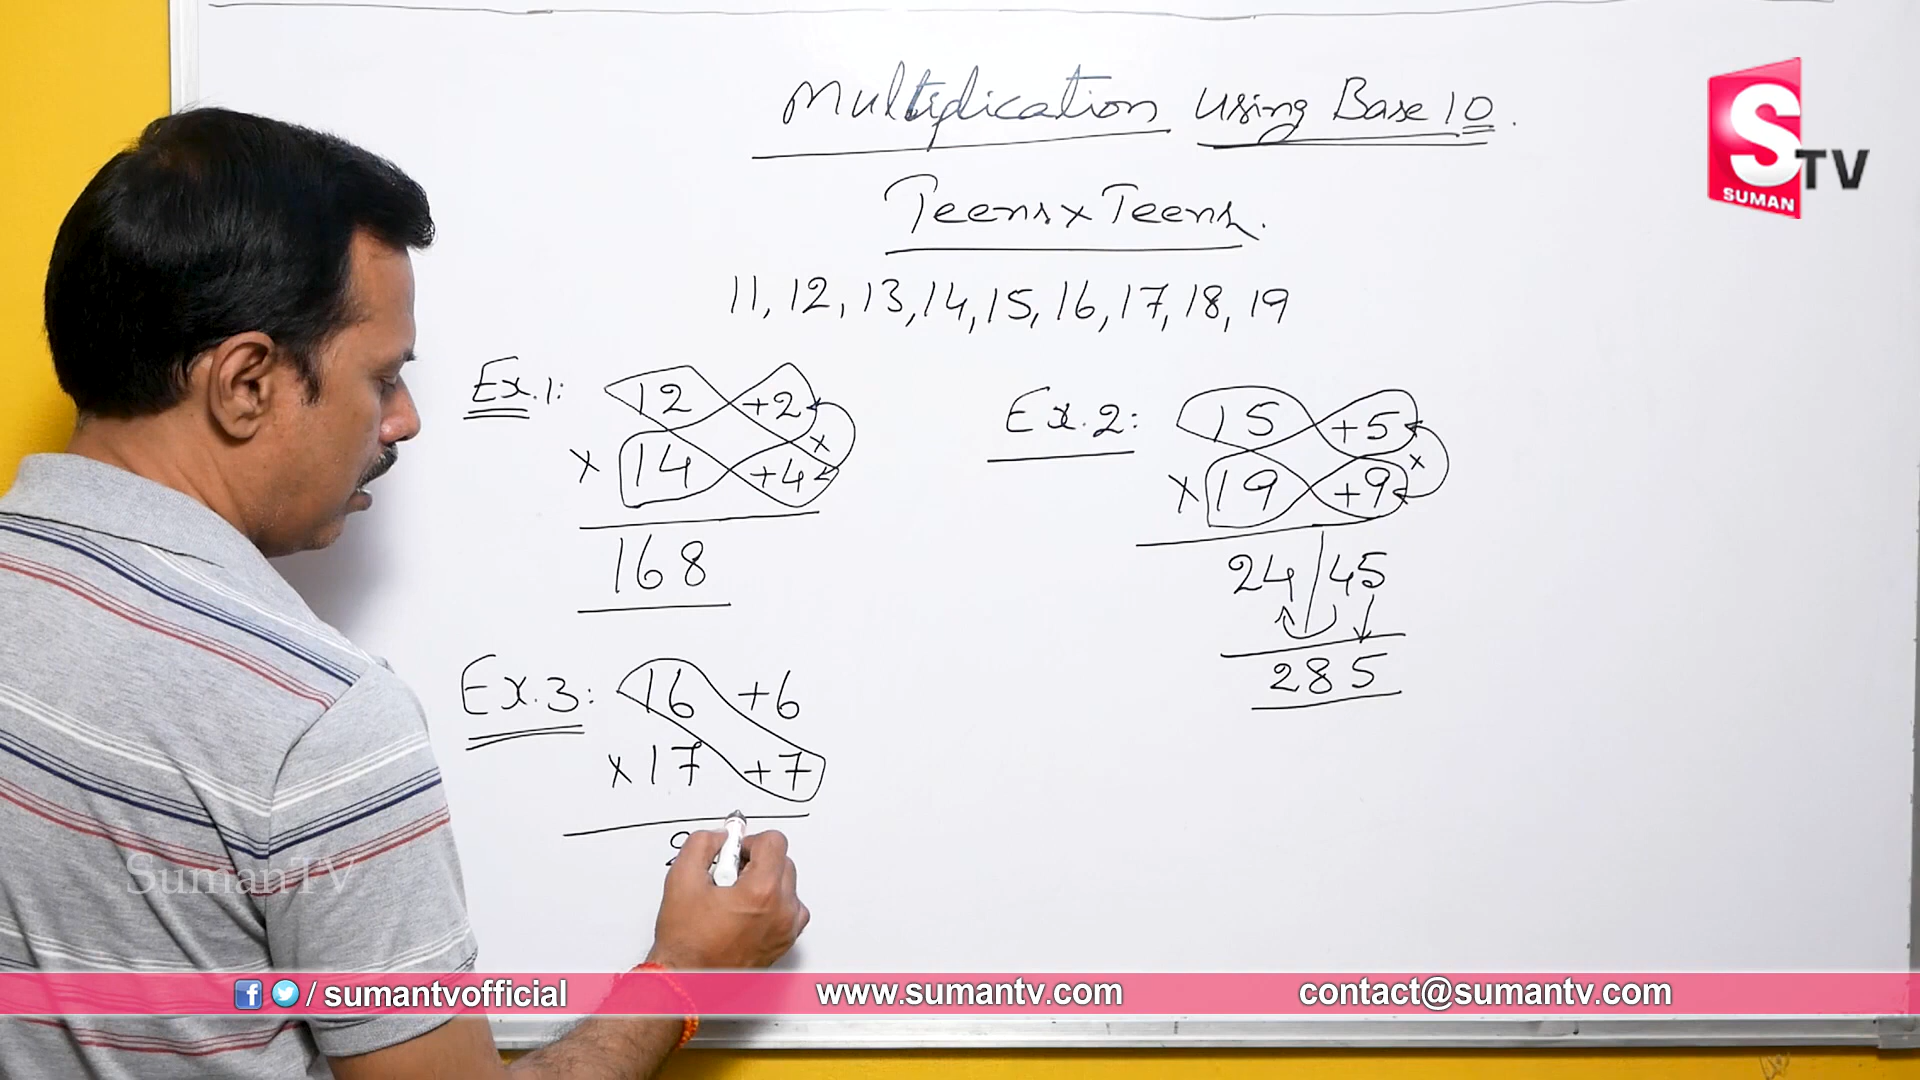 Multiplication using Base 10.
Teens x Teens.
11, 12, 13, 14, 15, 16, 17, 18, 19
Ex.1:
12 +2
x 14 +4
x
168
Ex.2:
15 +5
x 19 +9
x
24/45
285
Ex.3:
16 +6
x 17 +7
2
S TV
SUMAN
SumanTV
/ sumantvofficial
www.sumantv.com
contact@sumantv.com